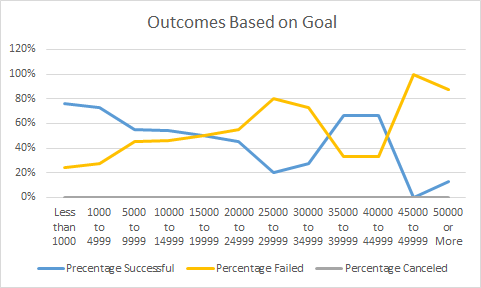 Outcomes Based on Goal
120%
100%
80%
60%
40%
20%
0%
Less than 1000
1000 to 4999
5000 to 9999
10000 to 14999
15000 to 19999
20000 to 24999
25000 to 29999
30000 to 34999
35000 to 39999
40000 to 44999
45000 to 49999
50000 or More
Precentage Successful
Percentage Failed
Percentage Canceled